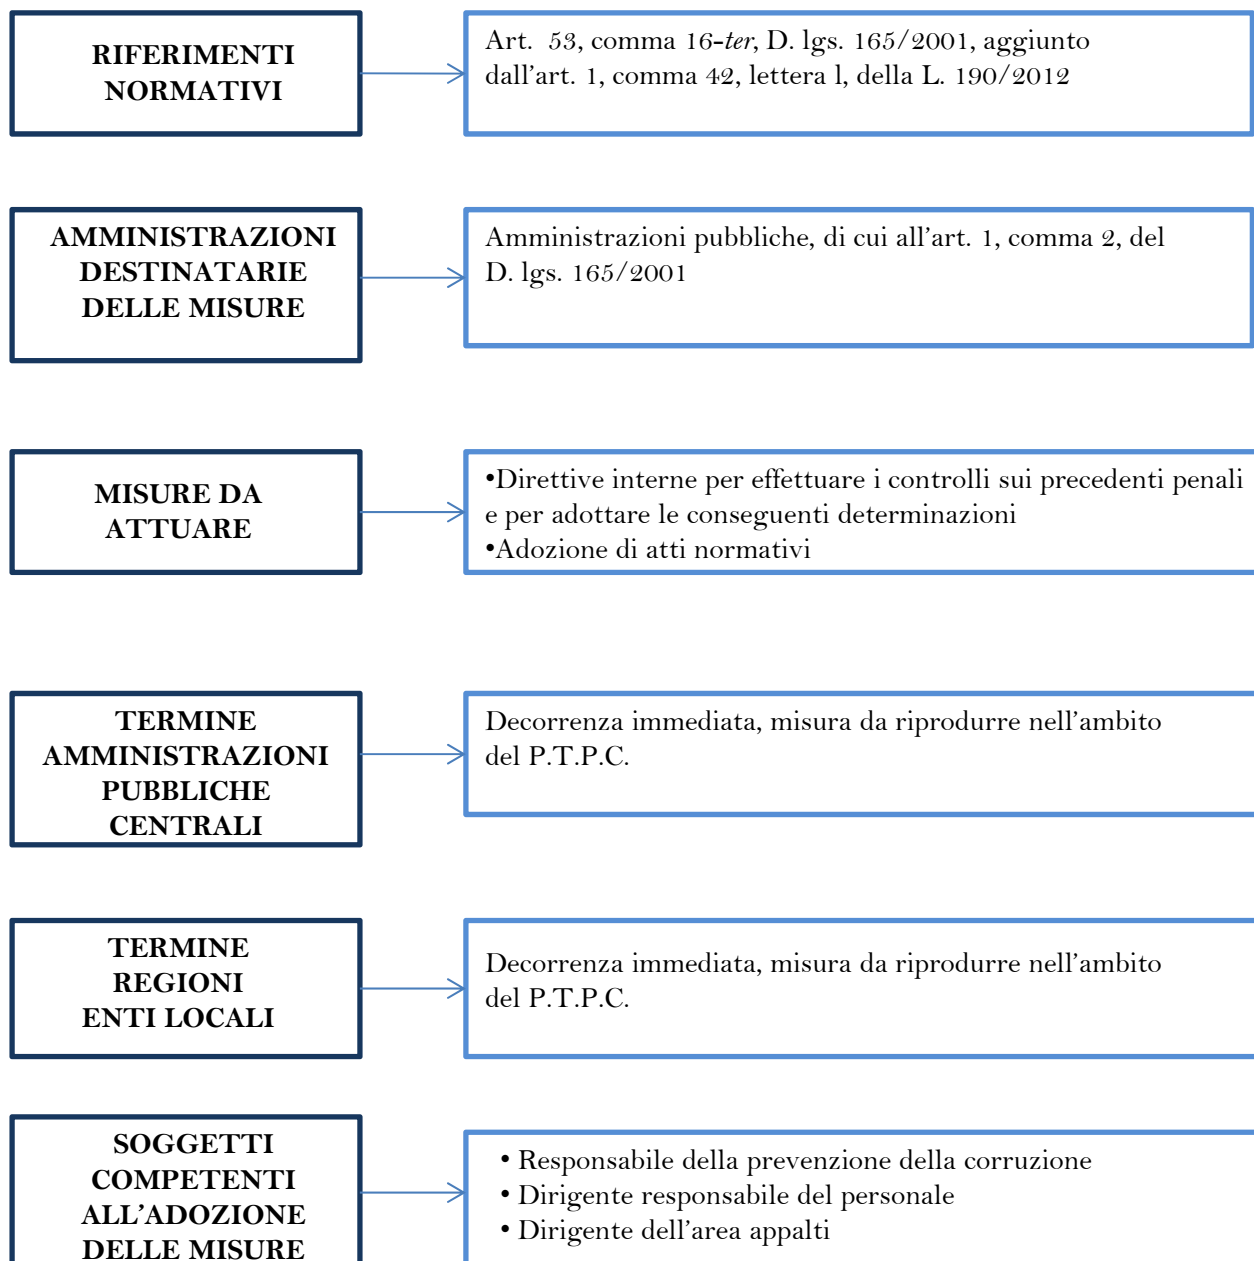 RIFERIMENTI
NORMATIVI
Art. 53, comma 16-ter, D. lgs. 165/2001, aggiunto
dall’art. 1, comma 42, lettera l, della L. 190/2012
AMMINISTRAZIONI
DESTINATARIE
DELLE MISURE
Amministrazioni pubbliche, di cui all’art. 1, comma 2, del
D. lgs. 165/2001
MISURE DA
ATTUARE
•Direttive interne per effettuare i controlli sui precedenti penali
e per adottare le conseguenti determinazioni
•Adozione di atti normativi
TERMINE
AMMINISTRAZIONI
PUBBLICHE
CENTRALI
Decorrenza immediata, misura da riprodurre nell’ambito
del P.T.P.C.
TERMINE
REGIONI
ENTI LOCALI
Decorrenza immediata, misura da riprodurre nell’ambito
del P.T.P.C.
SOGGETTI
COMPETENTI
ALL’ADOZIONE
DELLE MISURE
• Responsabile della prevenzione della corruzione
• Dirigente responsabile del personale
• Dirigente dell’area appalti